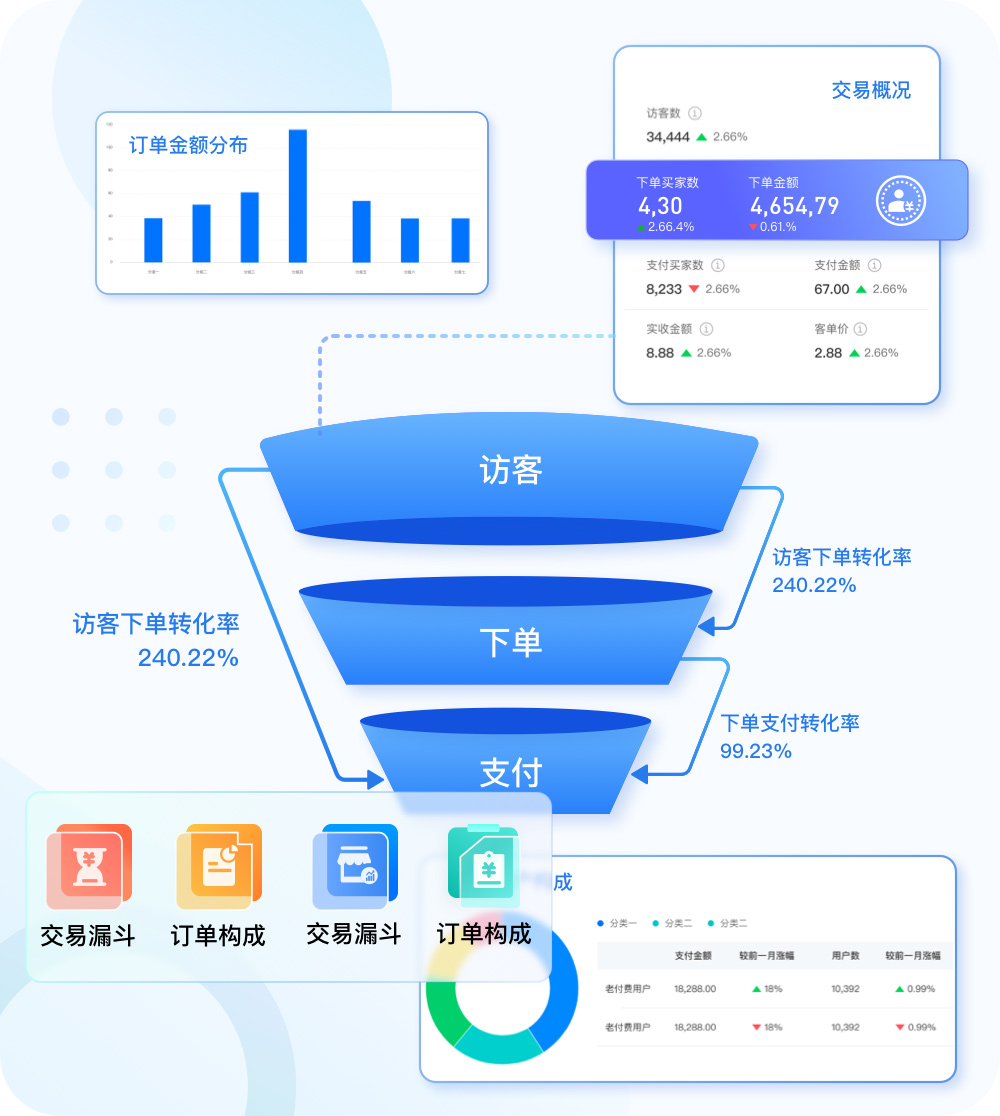 订单金额分布
交易概况
访客数
34,444 2.66%
下单买家数 下单金额
4,30 4,654,79
2.66.4% 0.61.%
支付买家数 支付金额
8,233 2.66% 67.00 2.66%
实收金额 客单价
8.88 2.66% 2.88 2.66%
访客
访客下单转化率
240.22%
下单
访客下单转化率
240.22%
下单支付转化率
99.23%
支付
交易漏斗 订单构成 交易漏斗 订单构成
成
分类一 分类二 分类二
支付金额 较前一月涨幅 用户数 较前一月涨幅
老付费用户 18,288.00 18% 10,392 0.99%
老付费用户 18,288.00 18% 10,392 0.99%